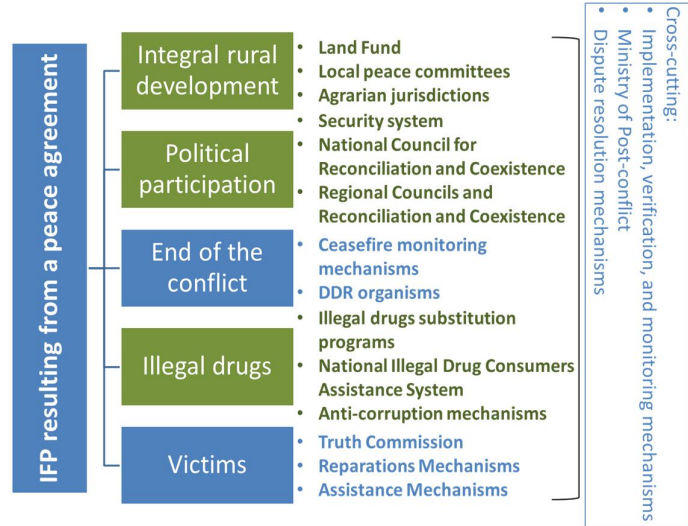 IFP resulting from a peace agreement
Integral rural
development
• Land Fund
• Local peace committees
• Agrarian jurisdictions
Political
participation
• Security system
• National Council for
Reconciliation and Coexistence
• Regional Councils and
Reconciliation and Coexistence
End of the
conflict
• Ceasefire monitoring
mechanisms
• DDR organisms
Illegal drugs
• Illegal drugs substitution
programs
• National Illegal Drug Consumers
Assistance System
• Anti-corruption mechanisms
Victims
• Truth Commission
• Reparations Mechanisms
• Assistance Mechanisms
Cross-cutting:
• Implementation, verification, and monitoring mechanisms
• Ministry of Post-conflict
• Dispute resolution mechanisms